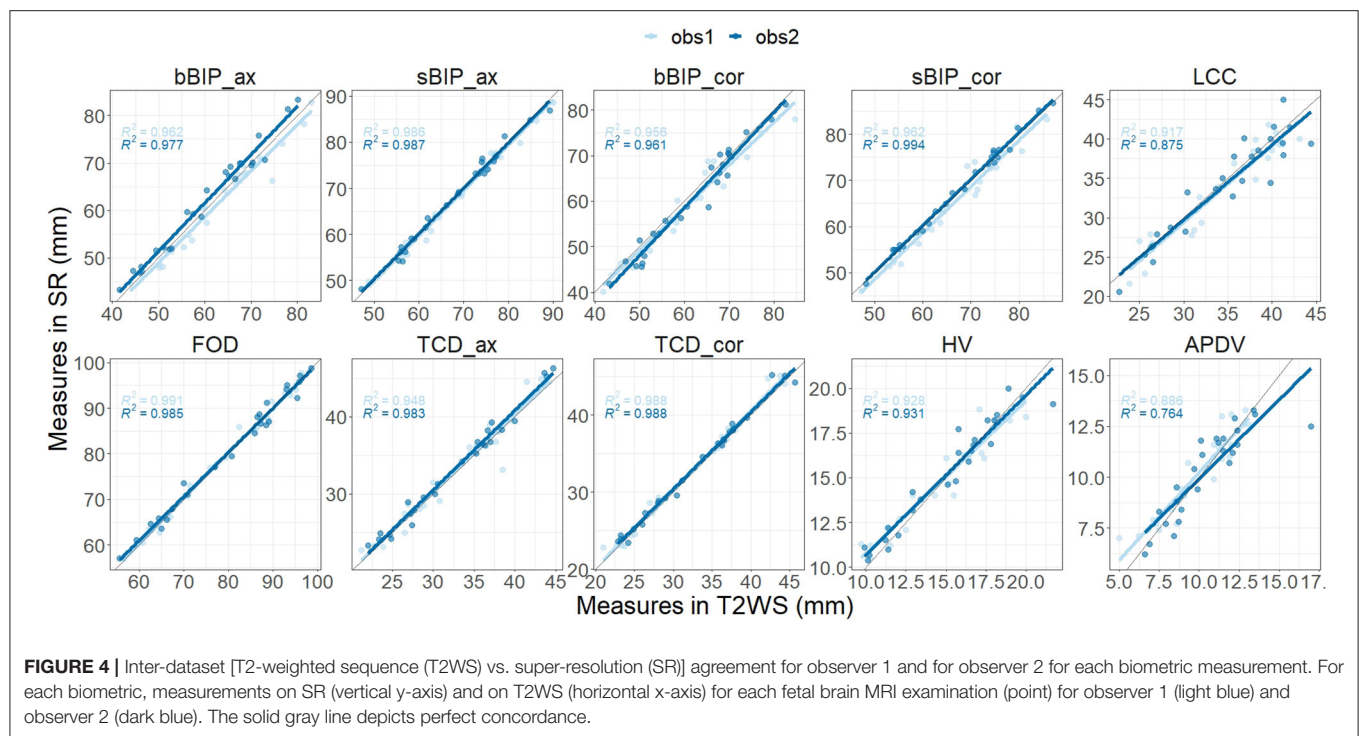 obs1 obs2
bBIP_ax sBIP_ax bBIP_cor sBIP_cor LCC
R² = 0.962 R² = 0.986 R² = 0.956 R² = 0.962 R² = 0.917
R² = 0.977 R² = 0.987 R² = 0.961 R² = 0.994 R² = 0.875
80 70 60 50
40 50 60 70 80
90 80 70 60 50
50 60 70 80 90
80 70 60 50 40
40 50 60 70 80
80 70 60 50
50 60 70 80
45 40 35 30 25 20
25 30 35 40 45
Measures in SR (mm)
FOD TCD_ax TCD_cor HV APDV
R² = 0.991 R² = 0.948 R² = 0.988 R² = 0.928 R² = 0.886
R² = 0.985 R² = 0.983 R² = 0.988 R² = 0.931 R² = 0.764
100 90 80 70 60
60 70 80 90 100
40 30
25 30 35 40 45
40 30 20
20 25 30 35 40 45
20.0 17.5 15.0 12.5 10.0
10.0 12.5 15.0 17.5 20.0
15.0 12.5 10.0 7.5
5.0 7.5 10.0 12.5 15.0 17.
Measures in T2WS (mm)
FIGURE 4 | Inter-dataset [T2-weighted sequence (T2WS) vs. super-resolution (SR)] agreement for observer 1 and for observer 2 for each biometric measurement. For
each biometric, measurements on SR (vertical y-axis) and on T2WS (horizontal x-axis) for each fetal brain MRI examination (point) for observer 1 (light blue) and
observer 2 (dark blue). The solid gray line depicts perfect concordance.